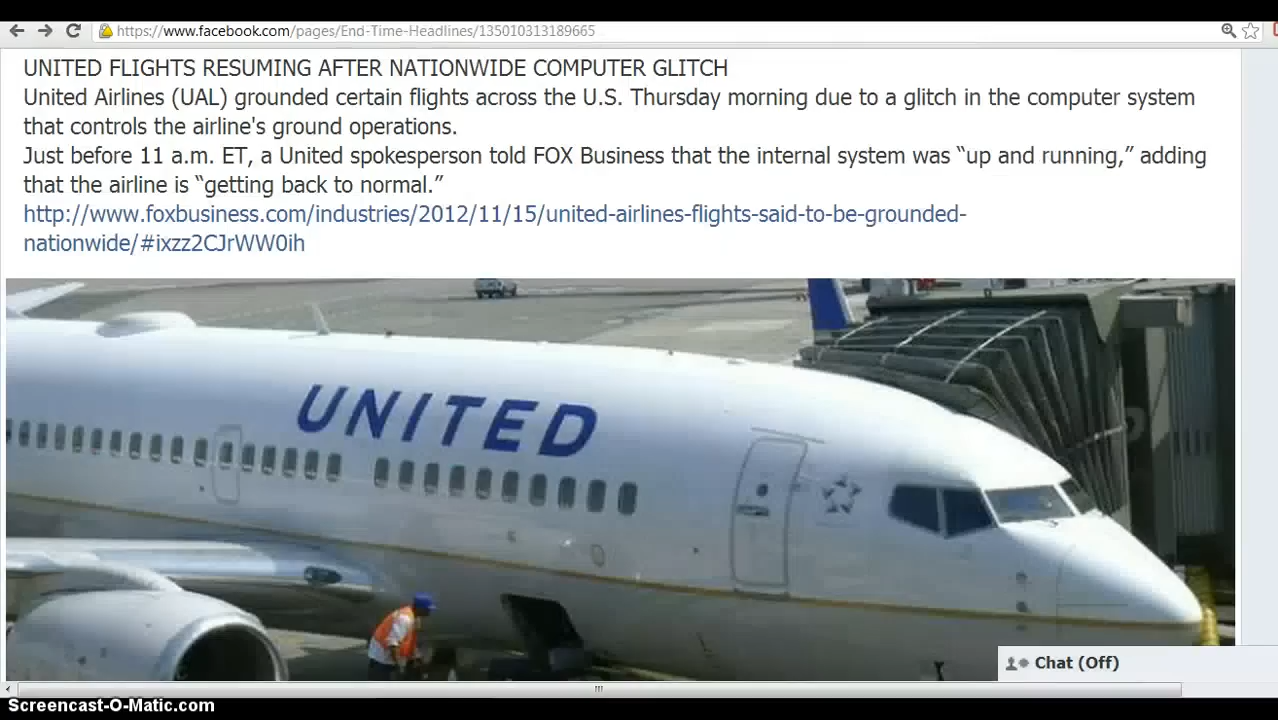 https://www.facebook.com/pages/End-Time-Headlines/135010313189665
UNITED FLIGHTS RESUMING AFTER NATIONWIDE COMPUTER GLITCH
United Airlines (UAL) grounded certain flights across the U.S. Thursday morning due to a glitch in the computer system
that controls the airline's ground operations.
Just before 11 a.m. ET, a United spokesperson told FOX Business that the internal system was “up and running,” adding
that the airline is “getting back to normal.”
http://www.foxbusiness.com/industries/2012/11/15/united-airlines-flights-said-to-be-grounded-
nationwide/#ixzz2CJrWW0ih
UNITED
Chat (Off)
Screencast-O-Matic.com